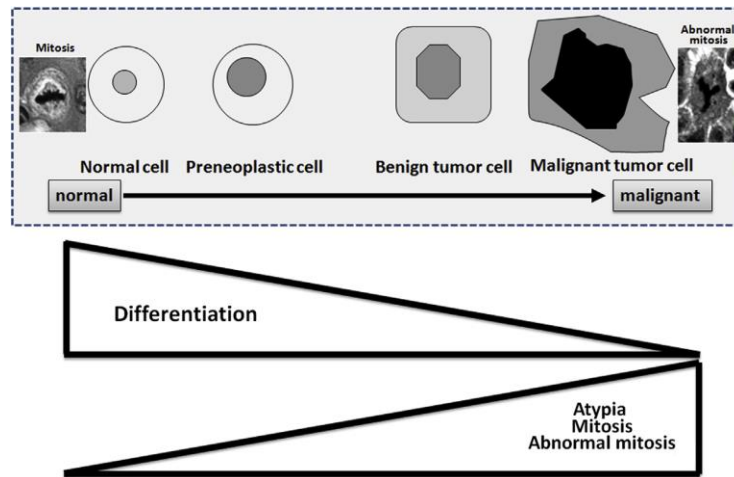 Mitosis
Abnormal
mitosis
Normal cell
Preneoplastic cell
Benign tumor cell
Malignant tumor cell
normal
malignant
Differentiation
Atypia
Mitosis
Abnormal mitosis